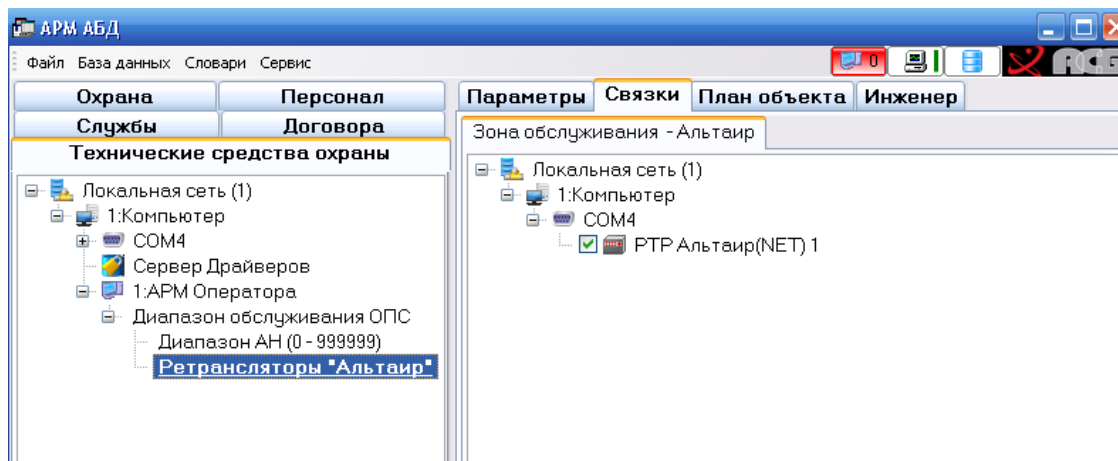 АРМ АБД
Файл База данных Словари Сервис
0
ACG
Охрана Персонал
Службы Договора
Технические средства охраны
Локальная сеть (1)
1:Компьютер
COM4
Сервер Драйверов
1:АРМ Оператора
Диапазон обслуживания ОПС
Диапазон АН (0 - 999999)
Ретрансляторы "Альтаир"
Параметры Связки План объекта Инженер
Зона обслуживания - Альтаир
Локальная сеть (1)
1:Компьютер
COM4
РТР Альтаир(NET) 1